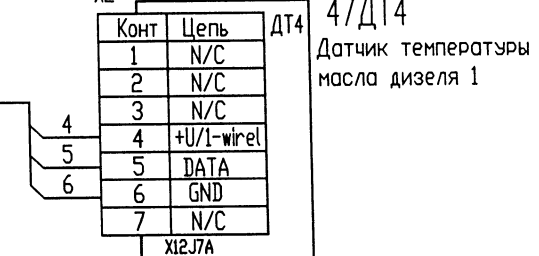 4/ДТ4
Конт Цепь ДТ4
Датчик температуры
масла дизеля 1
1 N/C
2 N/C
3 N/C
4 4 +U/1-wirel
5 5 DATA
6 6 GND
7 N/C
X12J7A